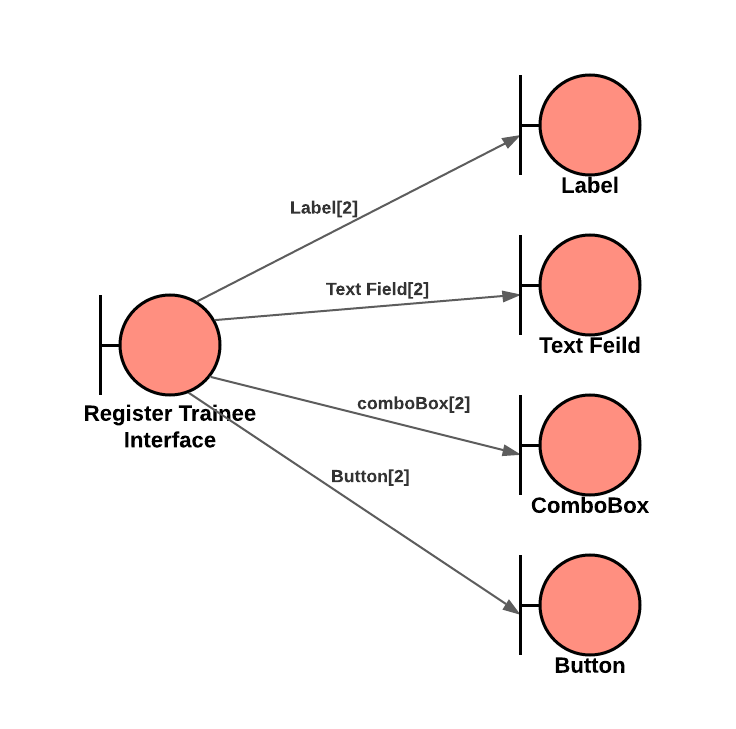 Label
Label[2]
Text Field[2]
Text Feild
Register Trainee
Interface
comboBox[2]
Button[2]
ComboBox
Button